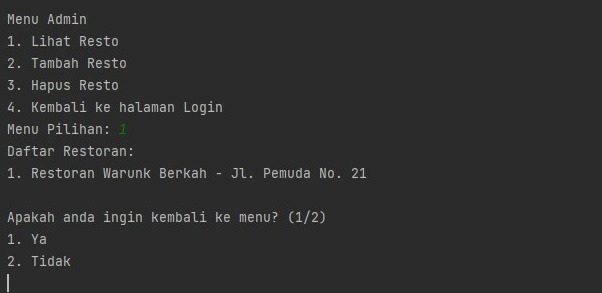 Menu Admin
1. Lihat Resto
2. Tambah Resto
3. Hapus Resto
4. Kembali ke halaman Login
Menu Pilihan: 1
Daftar Restoran:
1. Restoran Warunk Berkah - Jl. Pemuda No. 21
Apakah anda ingin kembali ke menu? (1/2)
1. Ya
2. Tidak